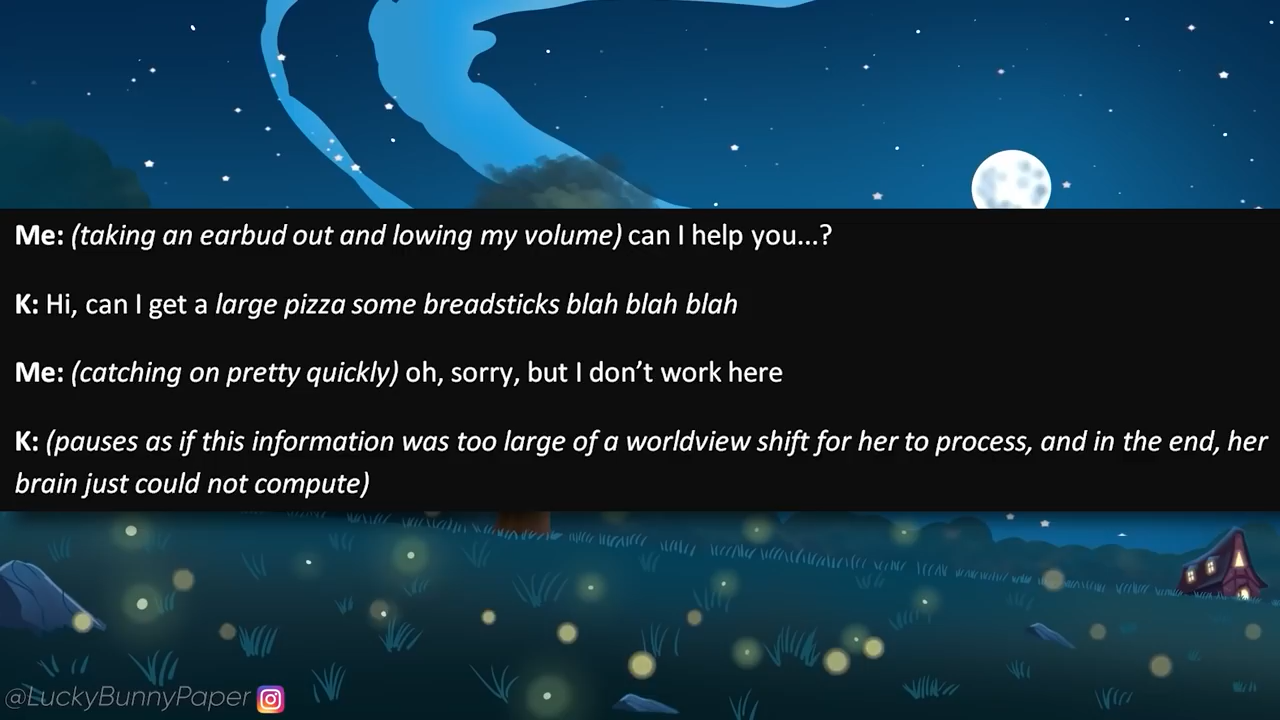 Me: (taking an earbud out and lowing my volume) can I help you...?
K: Hi, can I get a large pizza some breadsticks blah blah blah
Me: (catching on pretty quickly) oh, sorry, but I don’t work here
K: (pauses as if this information was too large of a worldview shift for her to process, and in the end, her
brain just could not compute)
@LuckyBunnyPaper